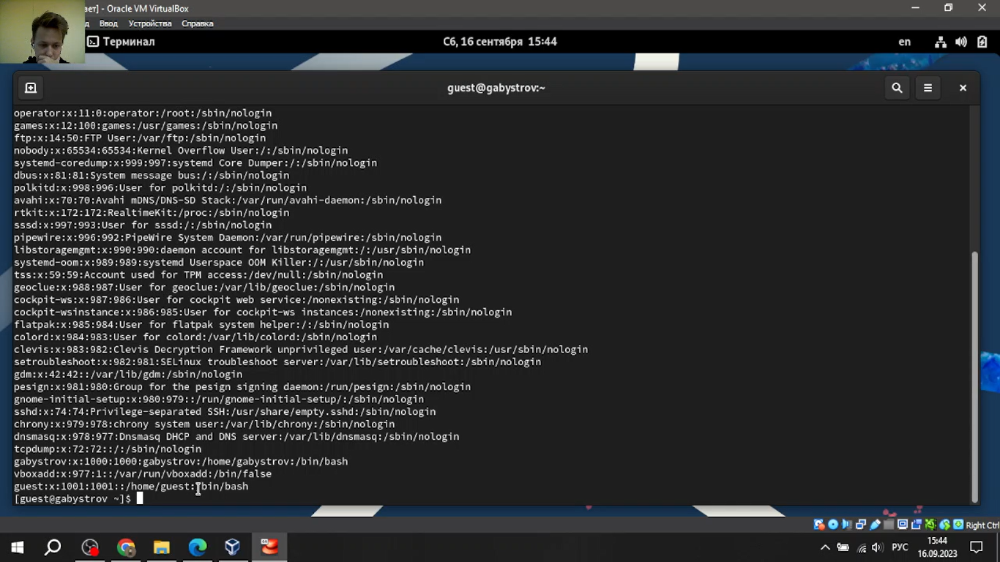 ает] - Oracle VM VirtualBox
д Ввод Устройства Справка
Терминал
Сб, 16 сентября 15:44
en
guest@gabystrov:~
operator:x:11:0:operator:/root:/sbin/nologin
games:x:12:100:games:/usr/games:/sbin/nologin
ftp:x:14:50:FTP User:/var/ftp:/sbin/nologin
nobody:x:65534:65534:Kernel Overflow User:/:/sbin/nologin
systemd-coredump:x:999:997:systemd Core Dumper:/:/sbin/nologin
dbus:x:81:81:System message bus:/:/sbin/nologin
polkitd:x:998:996:User for polkitd:/:/sbin/nologin
avahi:x:70:70:Avahi mDNS/DNS-SD Stack:/var/run/avahi-daemon:/sbin/nologin
rtkit:x:172:172:RealtimeKit:/proc:/sbin/nologin
sssd:x:997:993:User for sssd:/:/sbin/nologin
pipewire:x:996:992:PipeWire System Daemon:/var/run/pipewire:/sbin/nologin
libstoragemgmt:x:990:990:daemon account for libstoragemgmt:/:/usr/sbin/nologin
systemd-oom:x:989:989:systemd Userspace OOM Killer:/:/usr/sbin/nologin
tss:x:59:59:Account used for TPM access:/dev/null:/sbin/nologin
geoclue:x:988:987:User for geoclue:/var/lib/geoclue:/sbin/nologin
cockpit-ws:x:987:986:User for cockpit web service:/nonexisting:/sbin/nologin
cockpit-wsinstance:x:986:985:User for cockpit-ws instances:/nonexisting:/sbin/nologin
flatpak:x:985:984:User for flatpak system helper:/:/sbin/nologin
colord:x:984:983:User for colord:/var/lib/colord:/sbin/nologin
clevis:x:983:982:Clevis Decryption Framework unprivileged user:/var/cache/clevis:/usr/sbin/nologin
setroubleshoot:x:982:981:SELinux troubleshoot server:/var/lib/setroubleshoot:/sbin/nologin
gdm:x:42:42::/var/lib/gdm:/sbin/nologin
pesign:x:981:980:Group for the pesign signing daemon:/run/pesign:/sbin/nologin
gnome-initial-setup:x:980:979::/run/gnome-initial-setup/:/sbin/nologin
sshd:x:74:74:Privilege-separated SSH:/usr/share/empty.sshd:/sbin/nologin
chrony:x:979:978:chrony system user:/var/lib/chrony:/sbin/nologin
dnsmasq:x:978:977:Dnsmasq DHCP and DNS server:/var/lib/dnsmasq:/sbin/nologin
tcpdump:x:72:72::/:/sbin/nologin
gabystrov:x:1000:1000:gabystrov:/home/gabystrov:/bin/bash
vboxadd:x:977:1::/var/run/vboxadd:/bin/false
guest:x:1001:1001::/home/guest:/bin/bash
[guest@gabystrov ~]$
Right Ctrl
РУС
15:44
16.09.2023